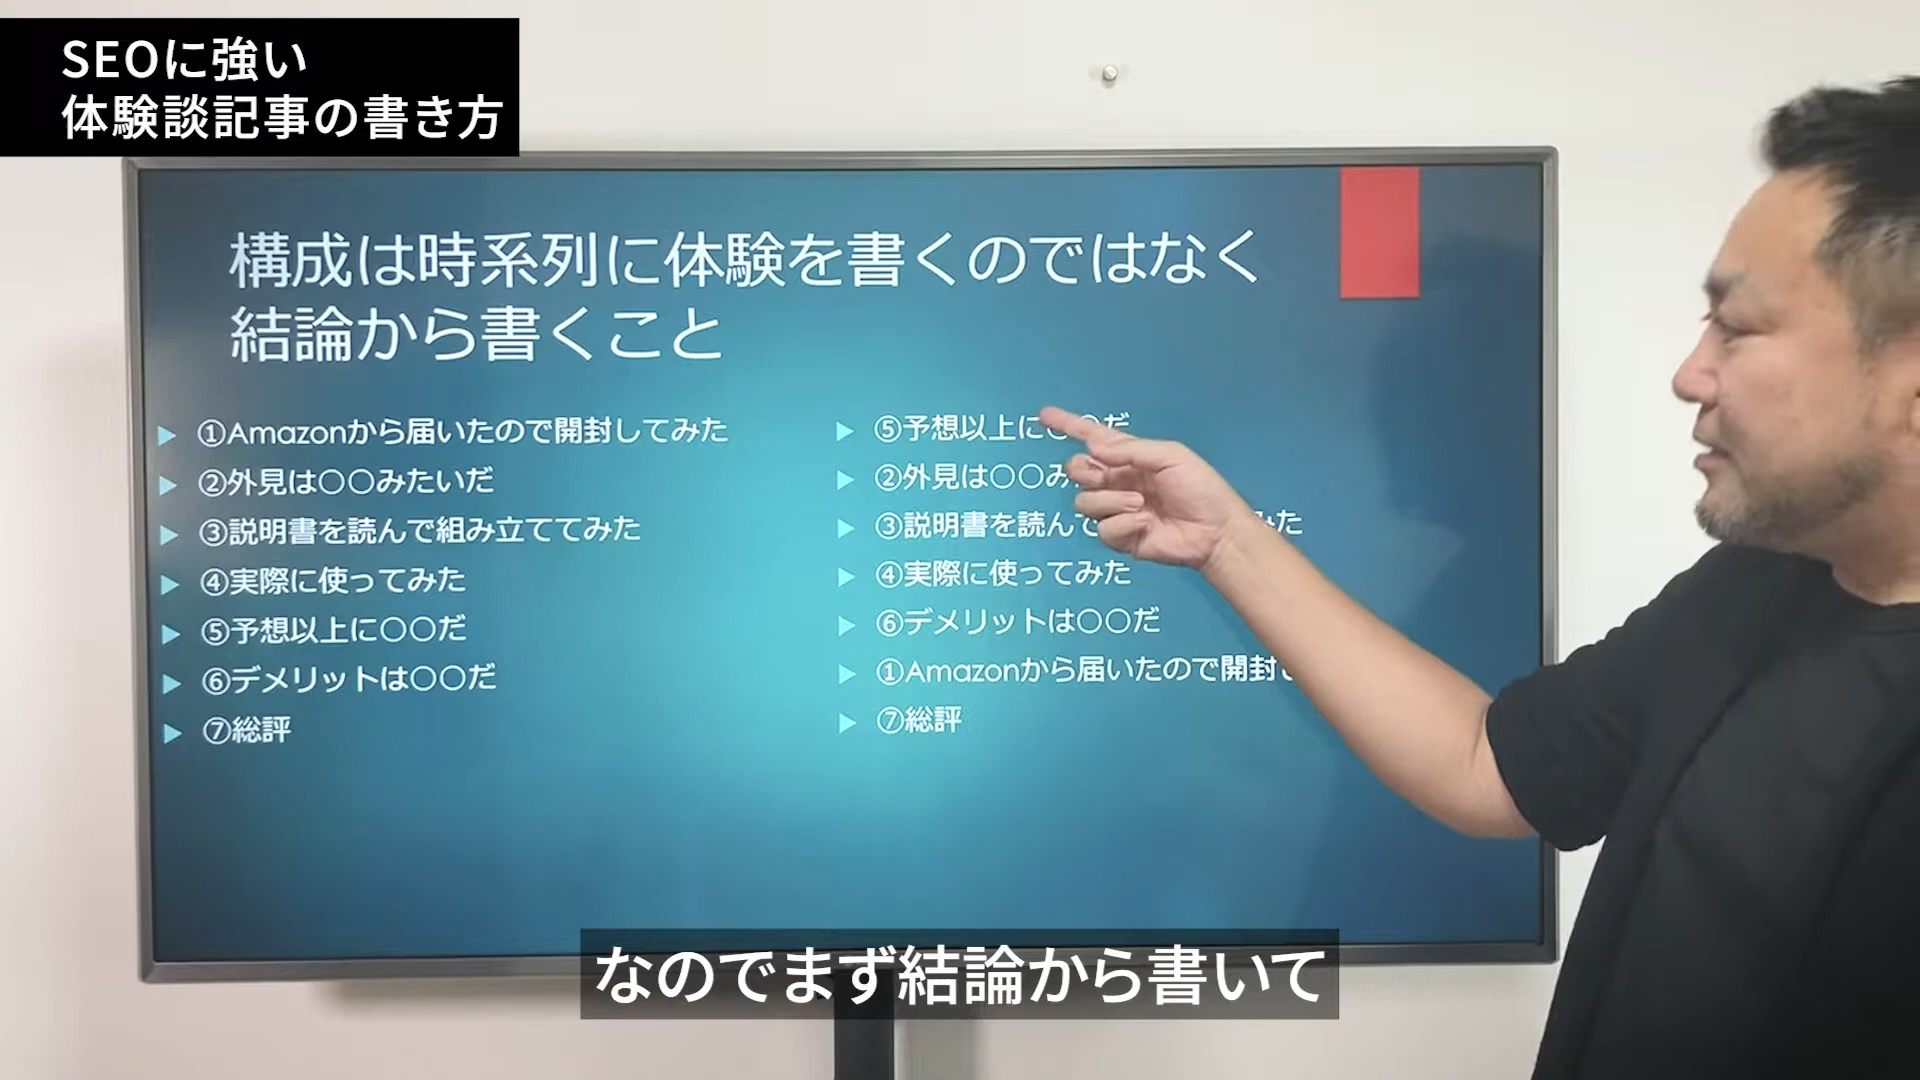 SEOに強い
体験談記事の書き方
構成は時系列に体験を書くのではなく
結論から書くこと
①Amazonから届いたので開封してみた
②外見は〇〇みたいだ
③説明書を読んで組み立ててみた
④実際に使ってみた
⑤予想以上に〇〇だ
⑥デメリットは〇〇だ
⑦総評
⑤予想以上に〇〇だ
②外見は〇〇み
③説明書を読んで みた
④実際に使ってみた
⑥デメリットは〇〇だ
①Amazonから届いたので開封し
⑦総評
なのでまず結論から書いて